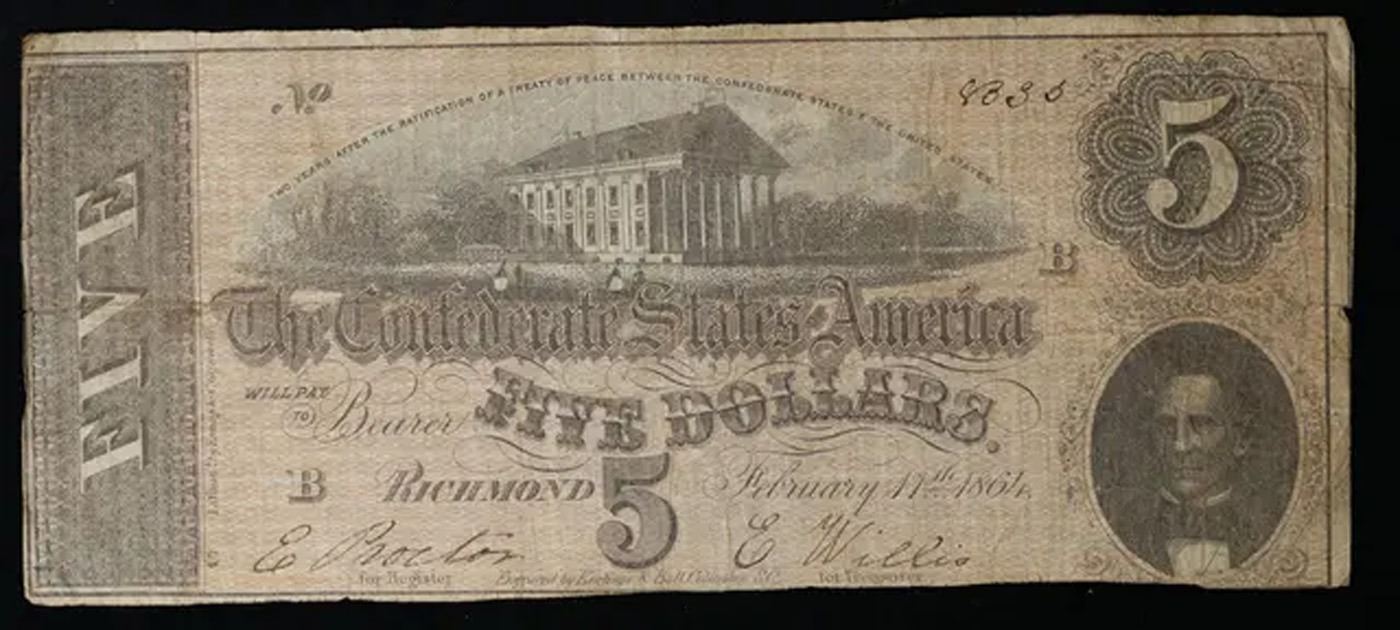 No 8335
TWO YEARS AFTER THE RATIFICATION OF A TREATY OF PEACE BETWEEN THE CONFEDERATE STATES & THE UNITED STATES
5
FIVE
B
The Confederate States America
WILL PAY
TO Bearer FIVE DOLLARS.
B RICHMOND 5 February 17th 1864.
E Proctor E Willis
for Register Engraved by Keatinge & Ball, Columbia, S.C. for Treasurer